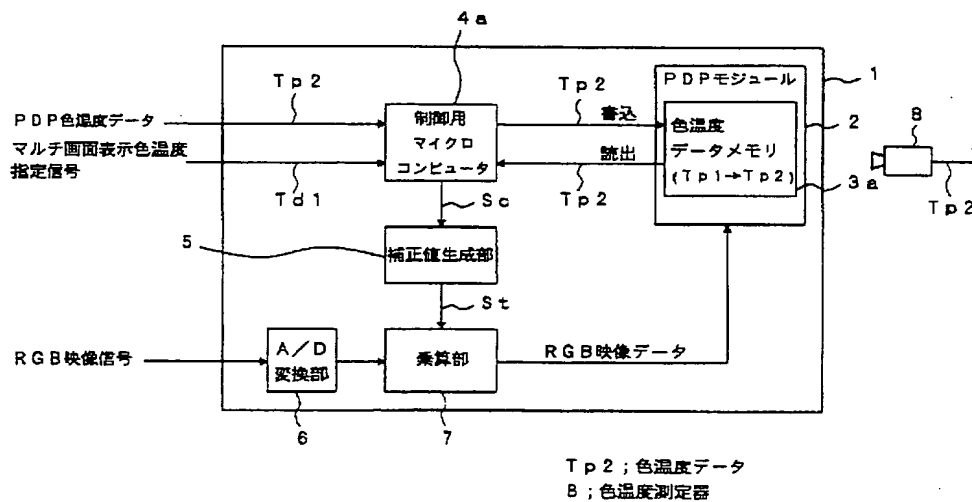 4a
Tp2
PDP色温度データ
マルチ画面表示色温度
指定信号
Td1
制御用
マイクロ
コンピュータ
Tp2
書込
読出
Tp2
PDPモジュール
色温度
データメモリ
(Tp1→Tp2)
1
2
3a
8
Tp2
Sc
5
補正値生成部
St
RGB映像信号
A/D
変換部
6
乗算部
7
RGB映像データ
Tp2;色温度データ
8;色温度測定器